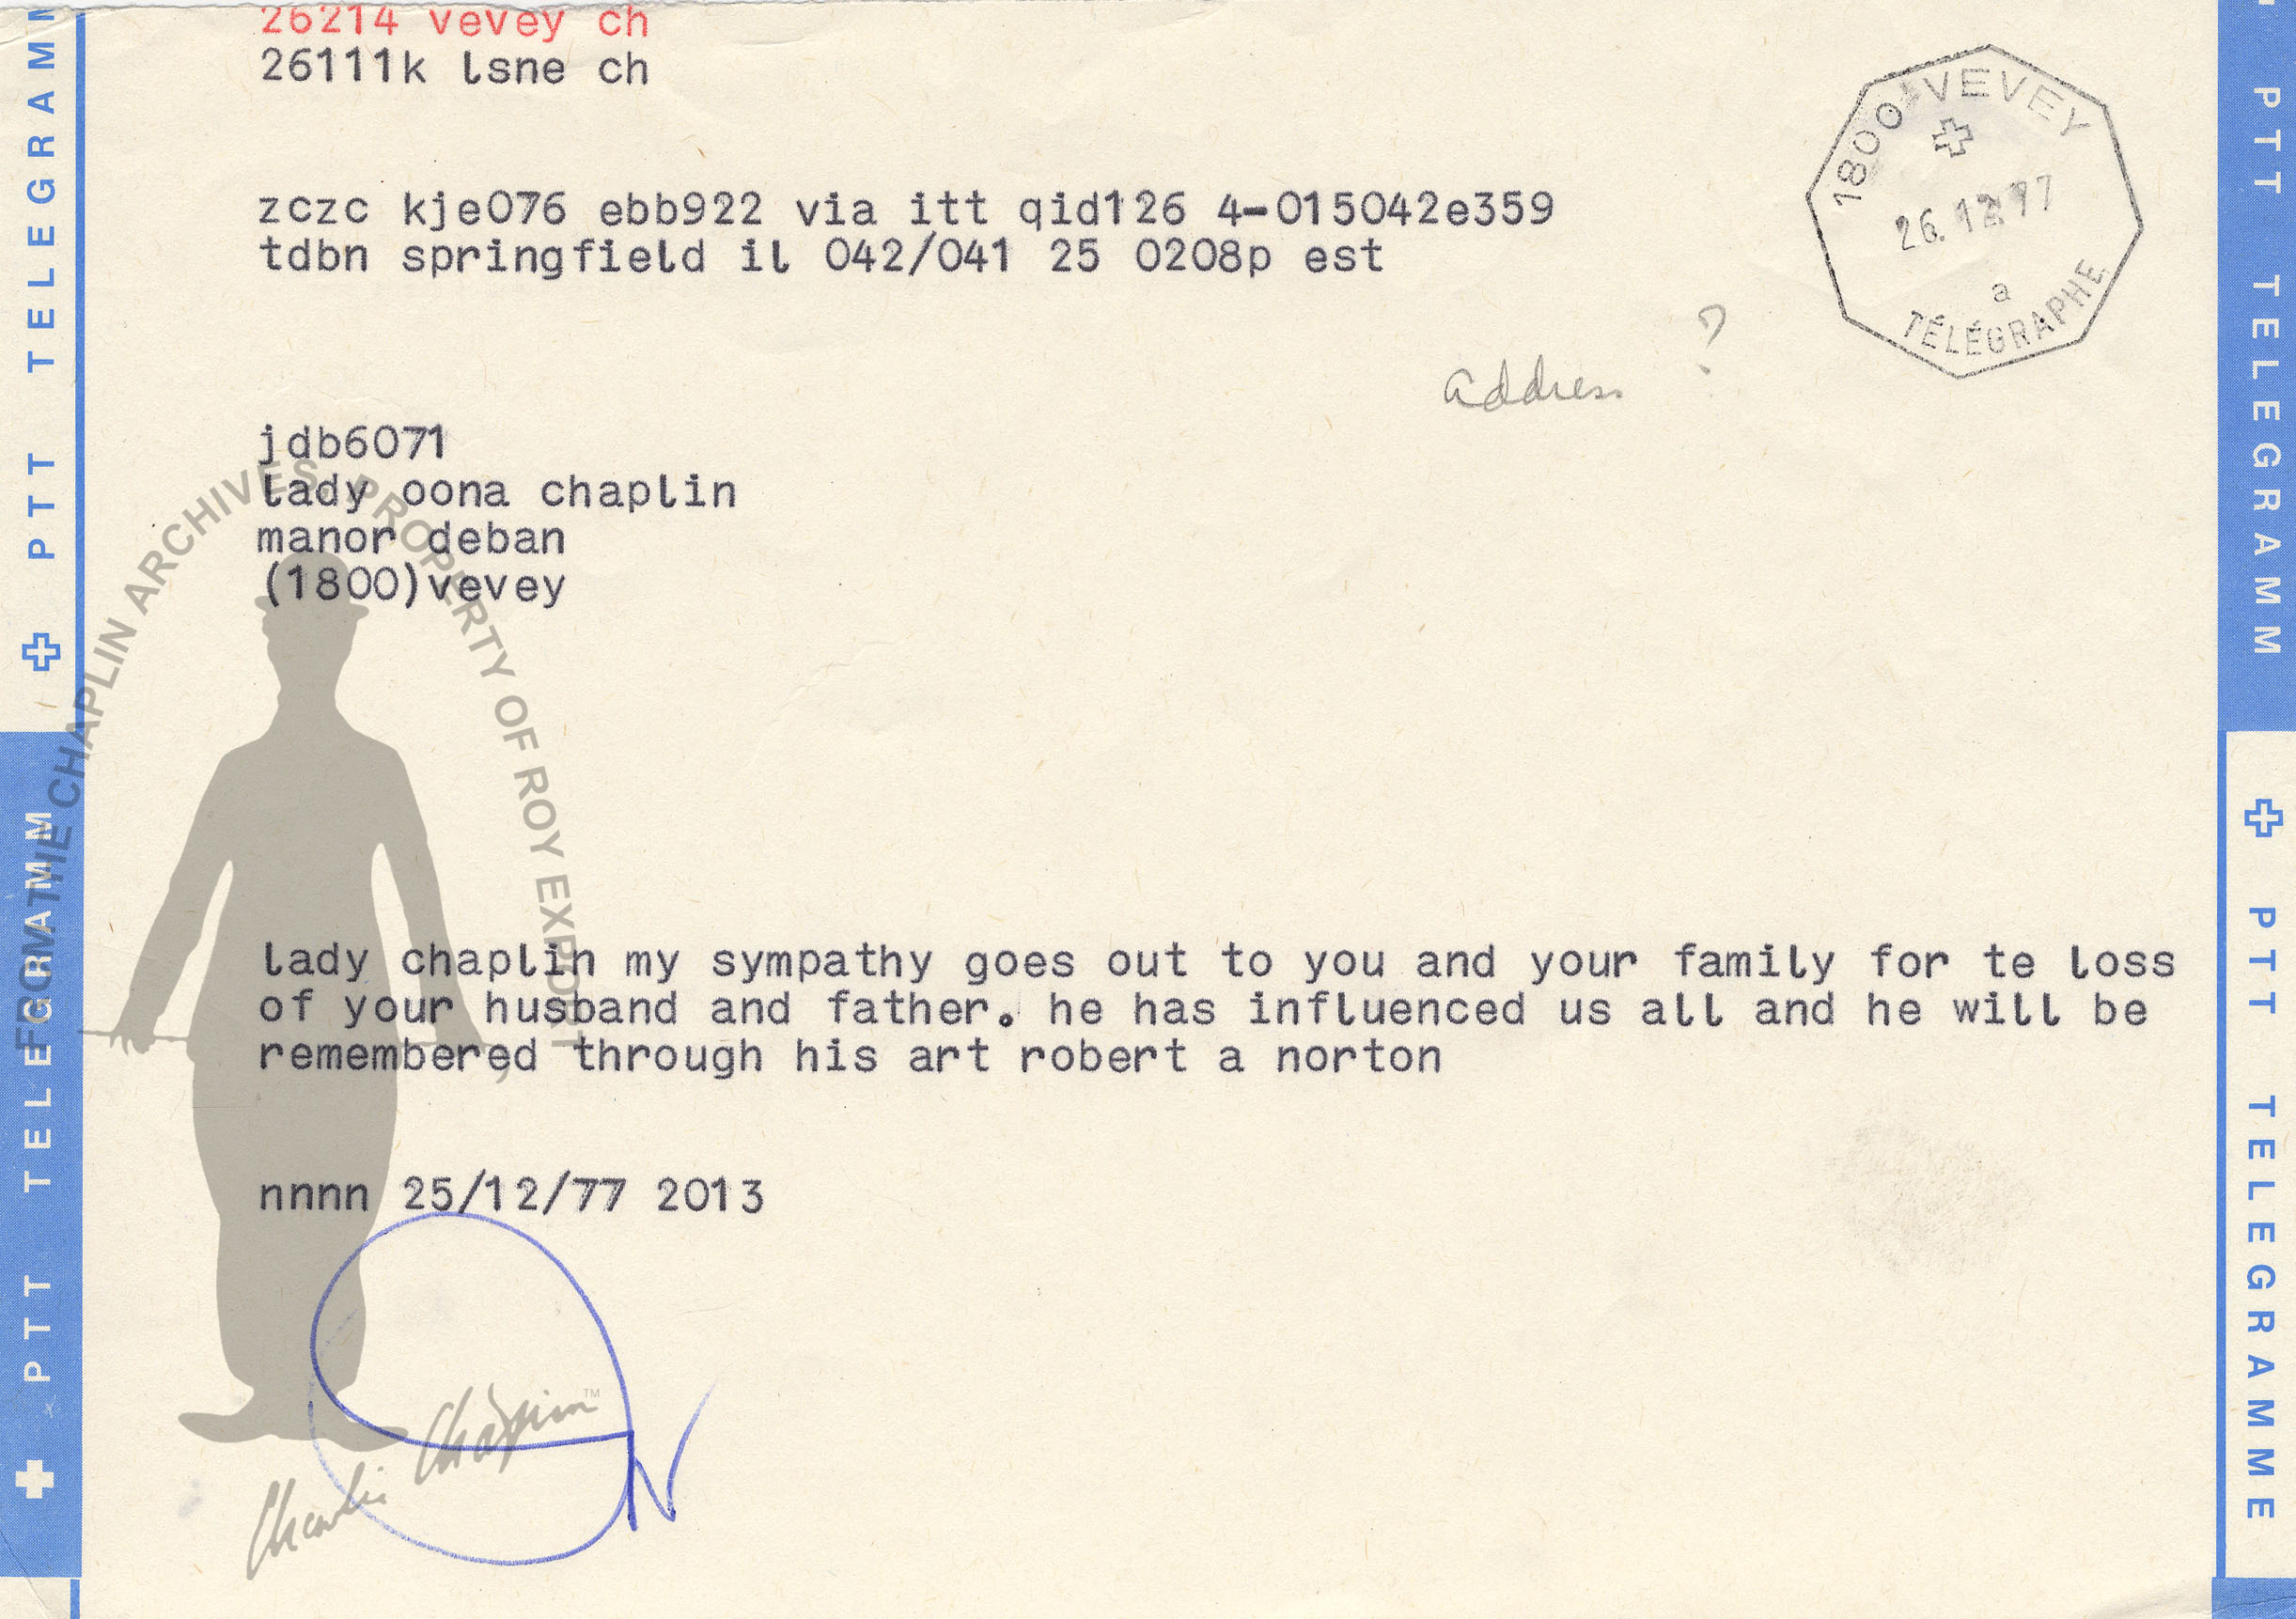 26214 vevey ch
26111k lsne ch
1800 VEVEY
26.12.77
a
TÉLÉGRAPHE
zczc kje076 ebb922 via itt qid126 4-015042e359
tdbn springfield il 042/041 25 0208p est
address ?
jdb6071
lady oona chaplin
manor deban
(1800)vevey
lady chaplin my sympathy goes out to you and your family for te loss
of your husband and father. he has influenced us all and he will be
remembered through his art robert a norton
nnnn 25/12/77 2013
FROM THE CHAPLIN ARCHIVES, PROPERTY OF ROY EXPORT
Charlie Chaplin™
PTT TELEGRAMM
PTT TELEGRAMM
PTT TELEGRAMM
PTT TELEGRAMME